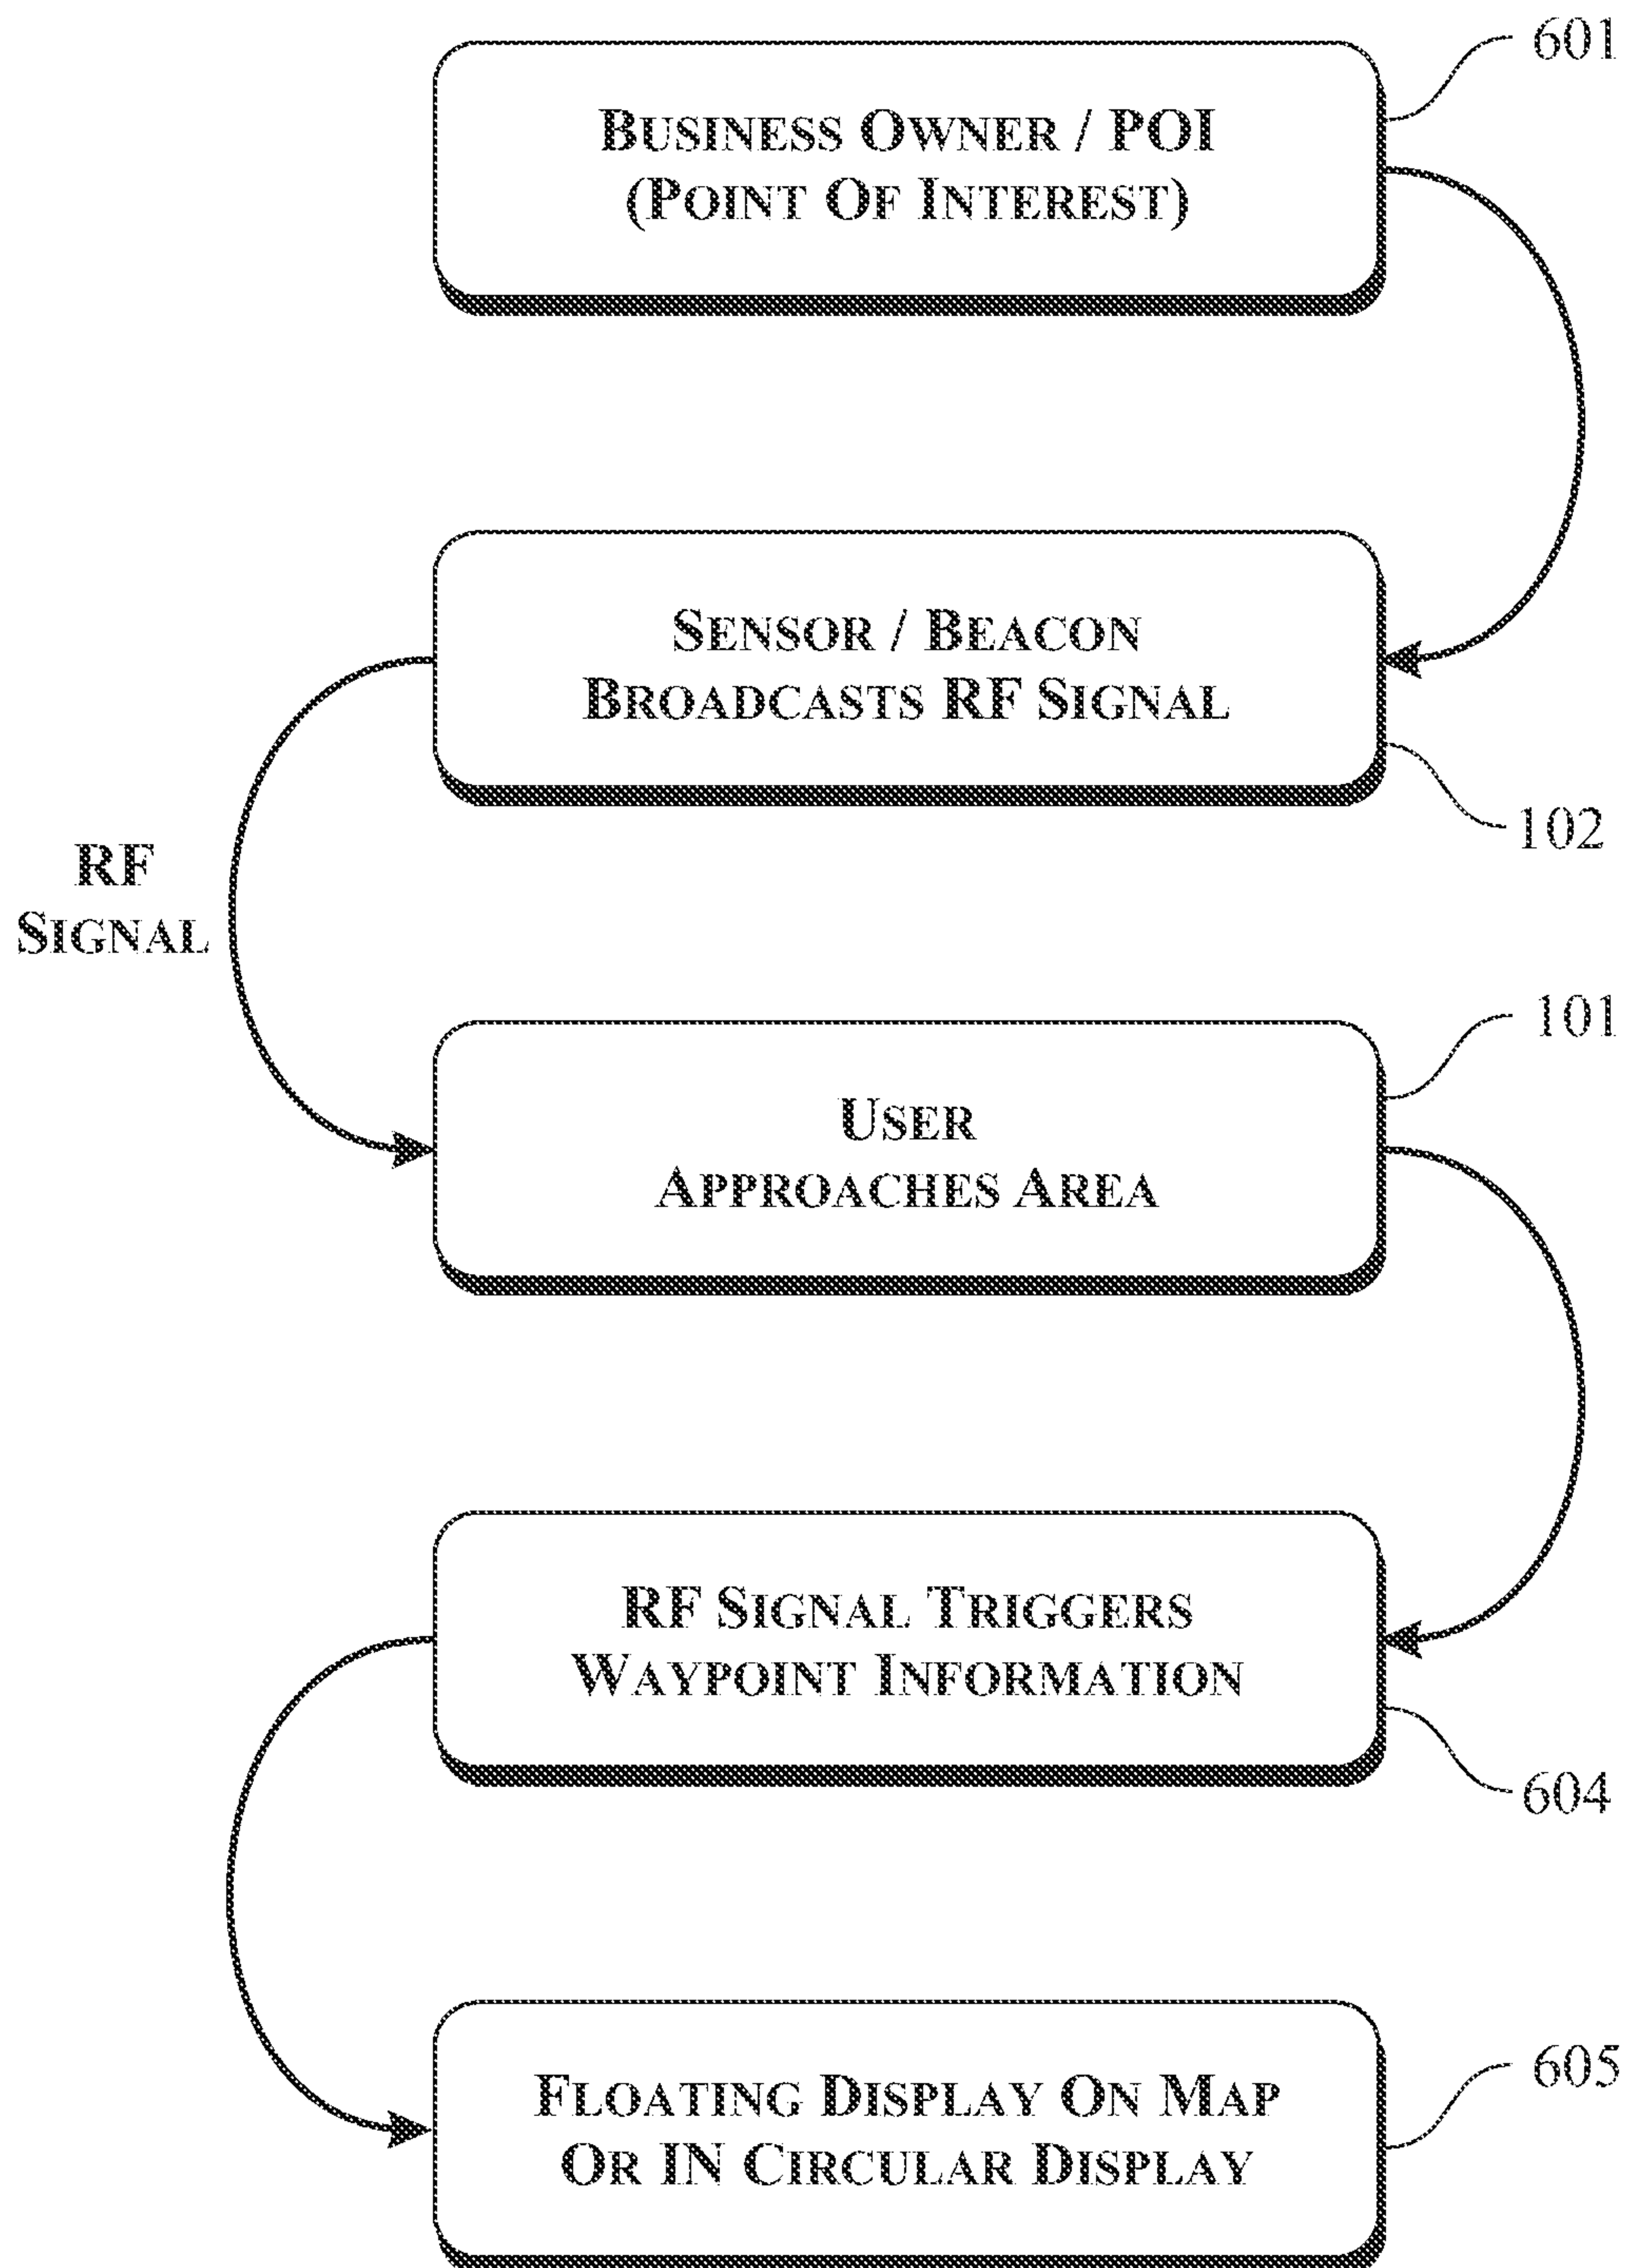 601
BUSINESS OWNER / POI
(POINT OF INTEREST)
SENSOR / BEACON
BROADCASTS RF SIGNAL
102
RF
SIGNAL
101
USER
APPROACHES AREA
RF SIGNAL TRIGGERS
WAYPOINT INFORMATION
604
605
FLOATING DISPLAY ON MAP
OR IN CIRCULAR DISPLAY